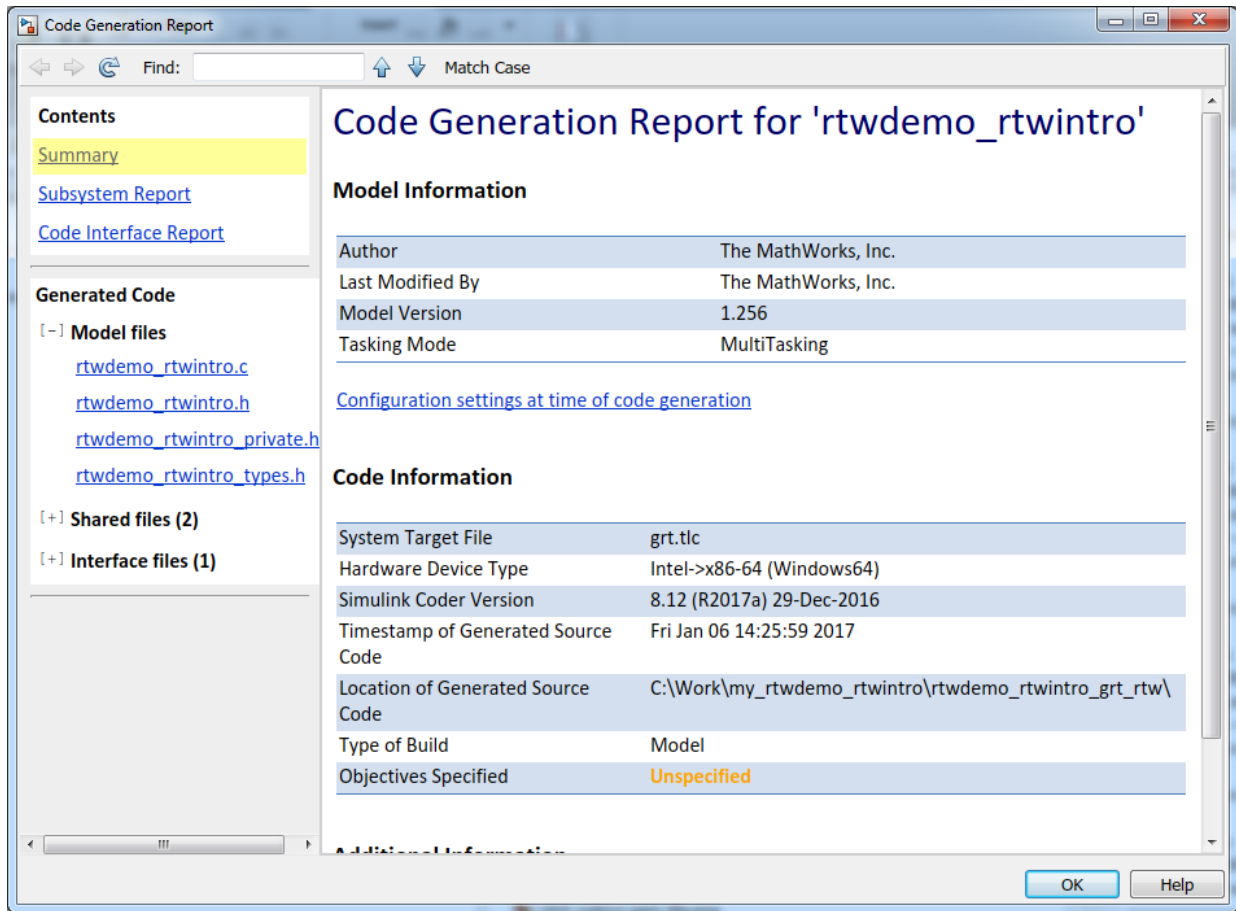 Code Generation Report
Find:
Match Case
Contents
Summary
Subsystem Report
Code Interface Report
Generated Code
[-] Model files
rtwdemo_rtwintro.c
rtwdemo_rtwintro.h
rtwdemo_rtwintro_private.h
rtwdemo_rtwintro_types.h
[+] Shared files (2)
[+] Interface files (1)
Code Generation Report for 'rtwdemo_rtwintro'
Model Information
Author The MathWorks, Inc.
Last Modified By The MathWorks, Inc.
Model Version 1.256
Tasking Mode MultiTasking
Configuration settings at time of code generation
Code Information
System Target File grt.tlc
Hardware Device Type Intel->x86-64 (Windows64)
Simulink Coder Version 8.12 (R2017a) 29-Dec-2016
Timestamp of Generated Source Fri Jan 06 14:25:59 2017
Code
Location of Generated Source C:\Work\my_rtwdemo_rtwintro\rtwdemo_rtwintro_grt_rtw\
Code
Type of Build Model
Objectives Specified Unspecified
Additional Information
OK
Help